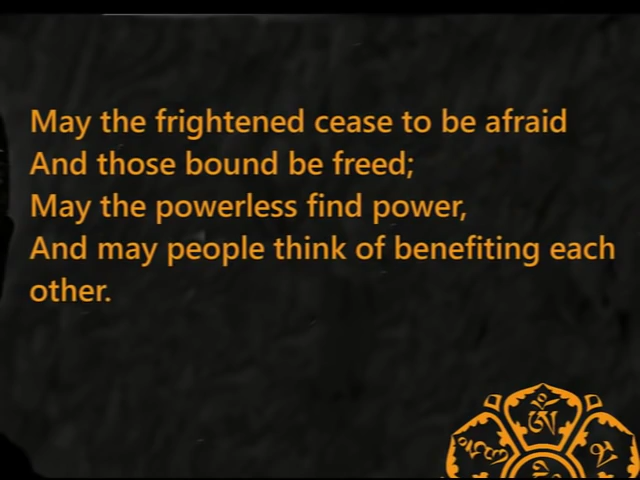 May the frightened cease to be afraid
And those bound be freed;
May the powerless find power,
And may people think of benefiting each
other.
ༀ